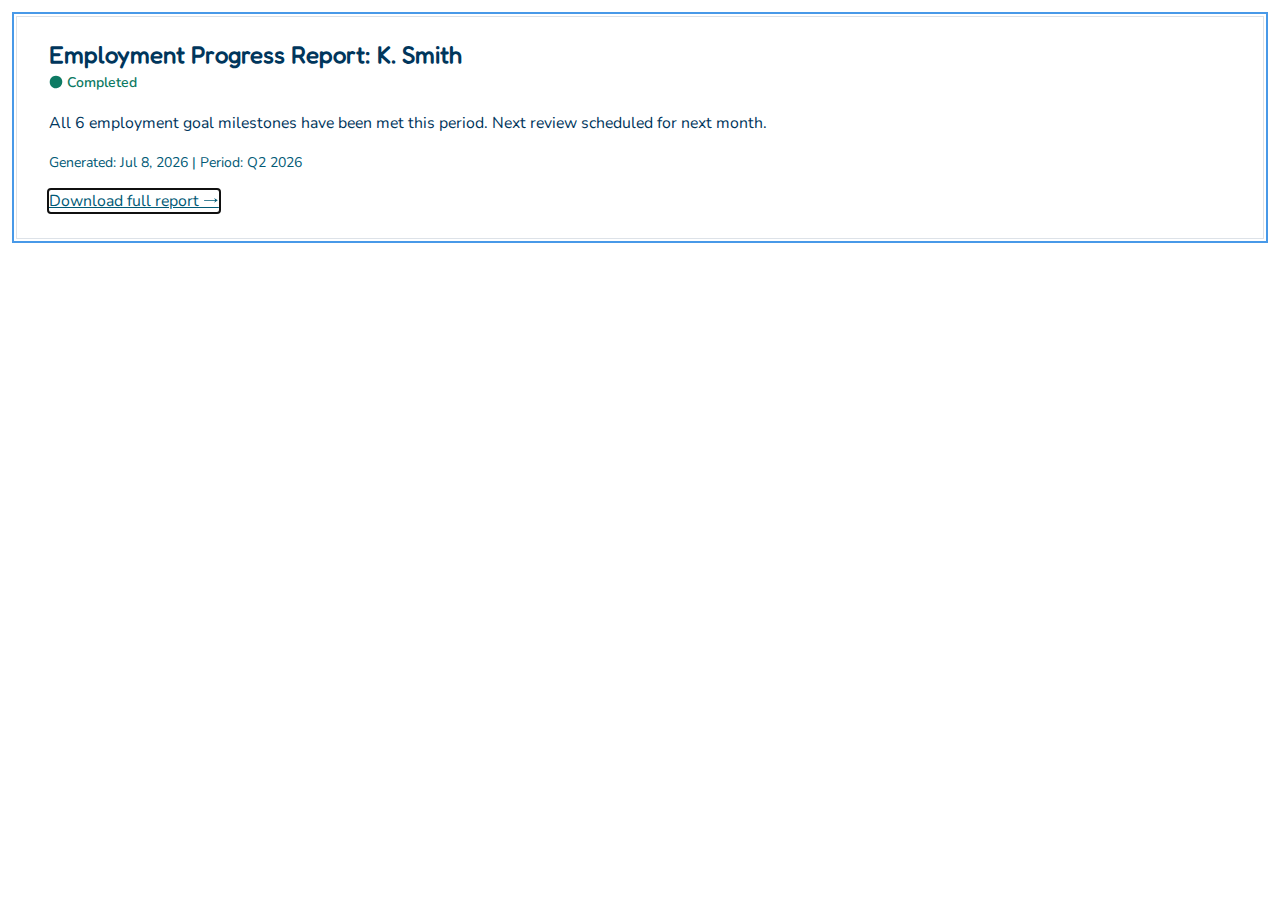 Employment Progress Report: K. Smith
Completed
All 6 employment goal milestones have been met this period. Next review scheduled for next month.
Generated: Jul 8, 2026 | Period: Q2 2026
Download full report →